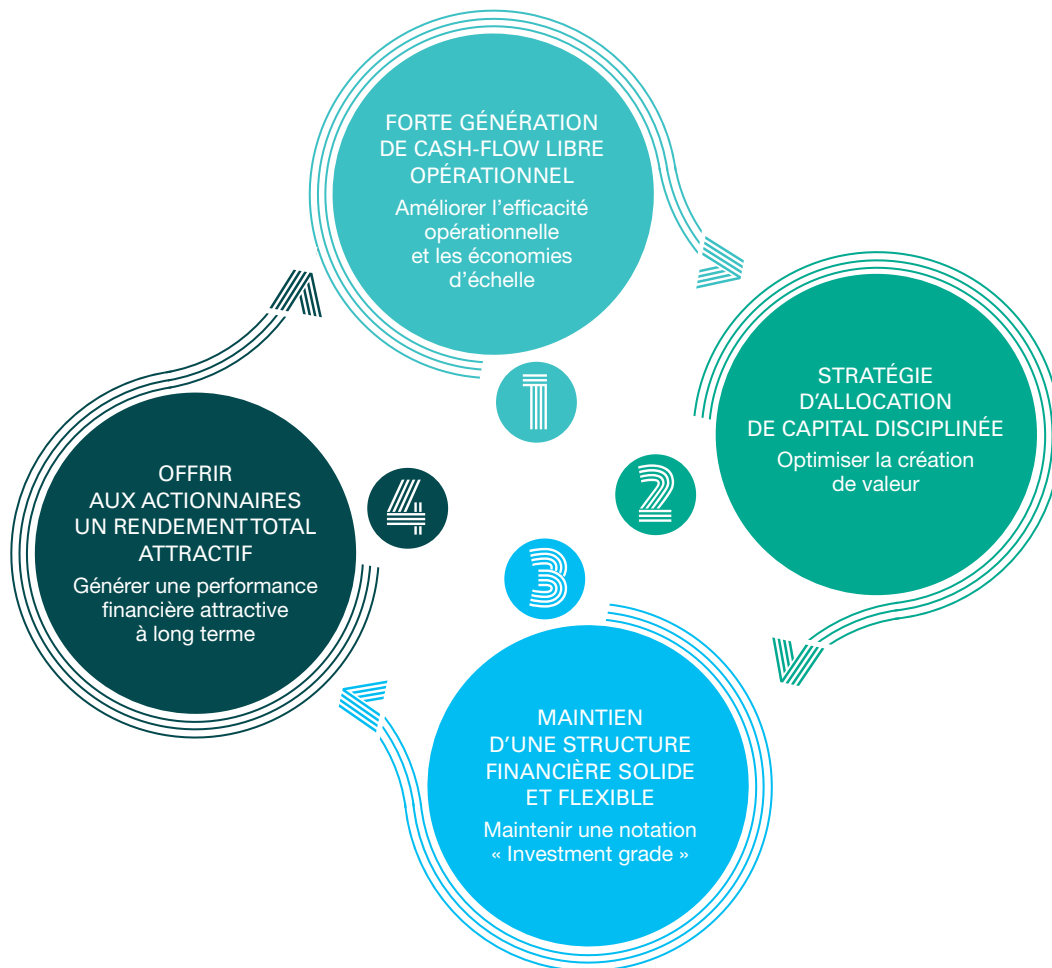 FORTE GÉNÉRATION
DE CASH-FLOW LIBRE
OPÉRATIONNEL
Améliorer l’efficacité
opérationnelle
et les économies
d’échelle
1
STRATÉGIE
D’ALLOCATION
DE CAPITAL DISCIPLINÉE
Optimiser la création
de valeur
2
3
MAINTIEN
D’UNE STRUCTURE
FINANCIÈRE SOLIDE
ET FLEXIBLE
Maintenir une notation
« Investment grade »
4
OFFRIR
AUX ACTIONNAIRES
UN RENDEMENT TOTAL
ATTRACTIF
Générer une performance
financière attractive
à long terme